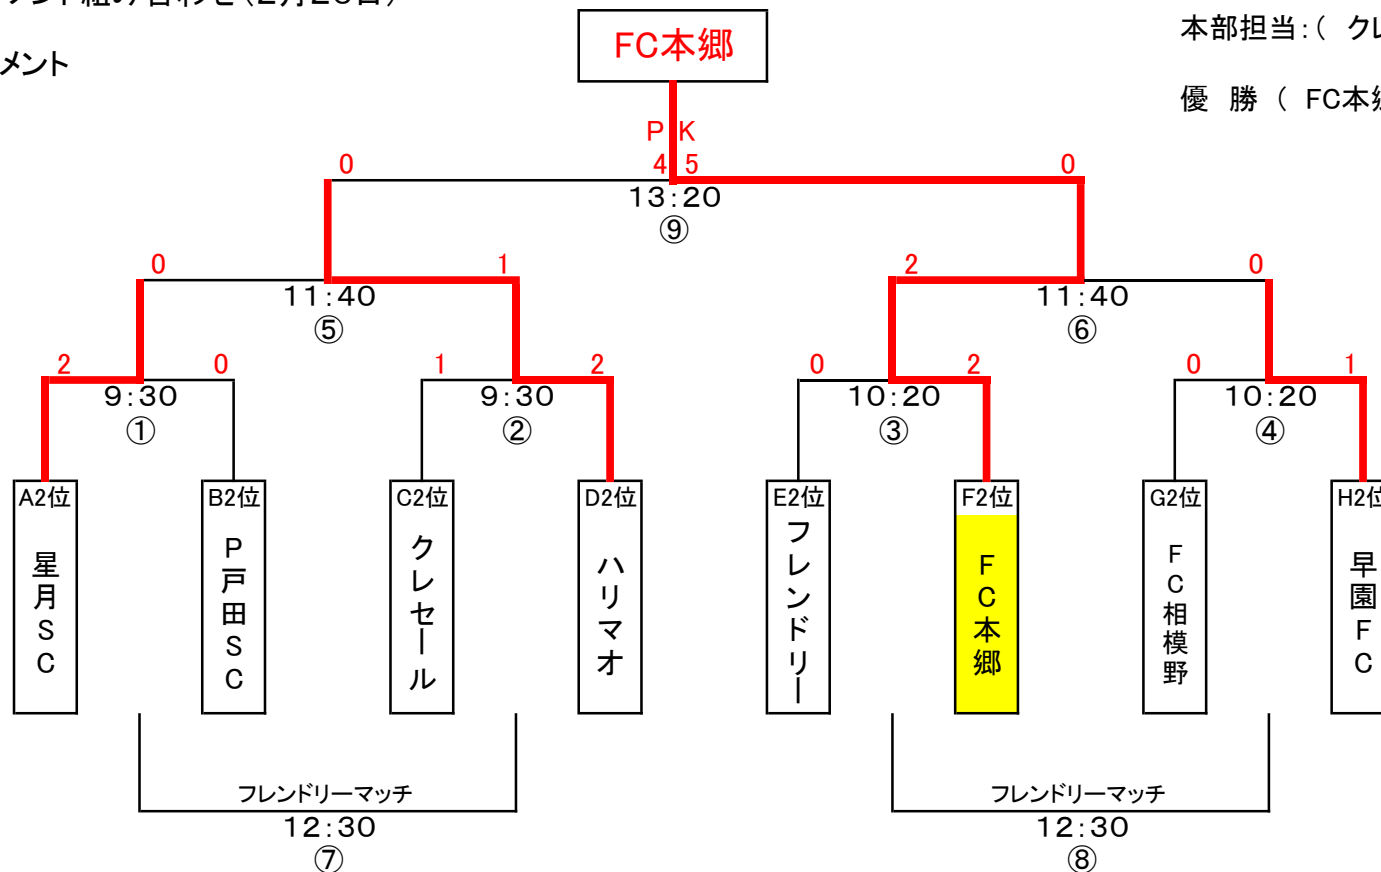 FC本郷
本部担当：（　クレ
メント
優　勝　（　FC本
P K
0 4 5 0
13:20
⑨
0 1 2 0
11:40 11:40
⑤ ⑥
2 0 1 2 0 2 0 1
9:30 9:30 10:20 10:20
① ② ③ ④
A2位 B2位 C2位 D2位 E2位 F2位 G2位 H2位
星月SC
P戸田SC
クレセール
ハリマオ
フレンドリー
FC本郷
FC相模野
早園FC
フレンドリーマッチ フレンドリーマッチ
12:30 12:30
⑦ ⑧